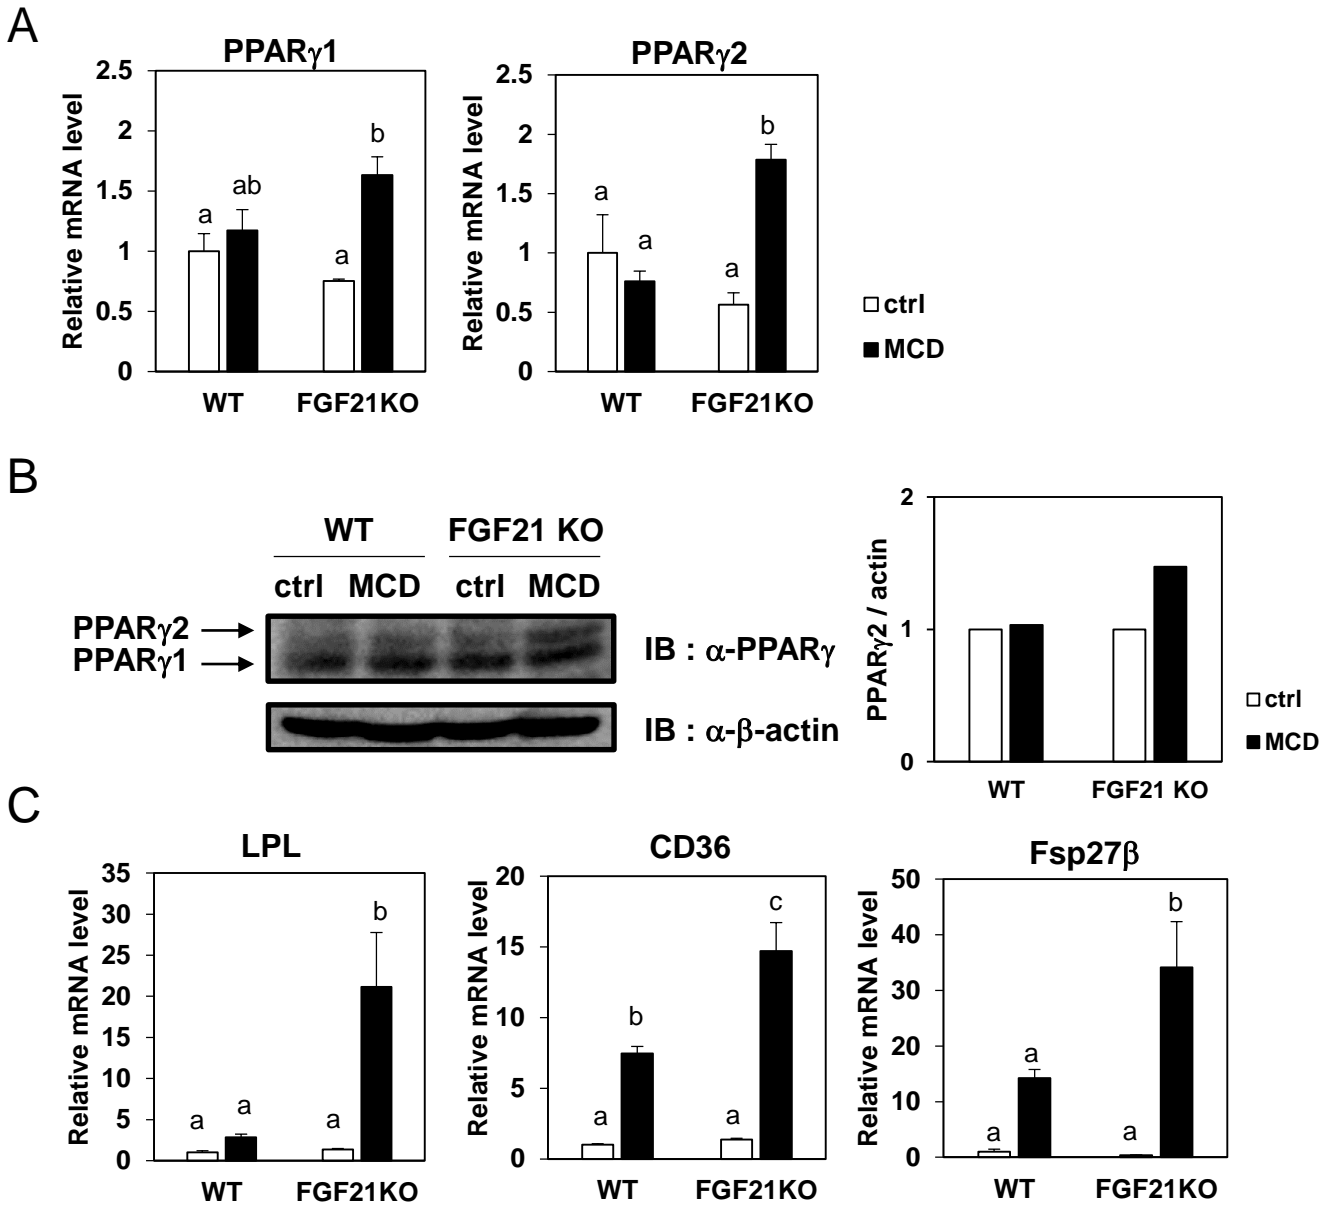 A
PPARγ1
PPARγ2
Relative mRNA level
2.5
2
1.5
1
0.5
0
a
ab
a
b
WT
FGF21KO
Relative mRNA level
2.5
2
1.5
1
0.5
0
a
a
a
b
WT
FGF21KO
ctrl
MCD
B
WT
FGF21 KO
ctrl
MCD
ctrl
MCD
PPARγ2
PPARγ1
IB : α-PPARγ
IB : α-β-actin
PPARγ2 / actin
2
1
0
WT
FGF21 KO
ctrl
MCD
C
LPL
Relative mRNA level
35
30
25
20
15
10
5
0
a
a
a
b
WT
FGF21KO
CD36
Relative mRNA level
20
15
10
5
0
a
b
a
c
WT
FGF21KO
Fsp27β
Relative mRNA level
50
40
30
20
10
0
a
a
a
b
WT
FGF21KO